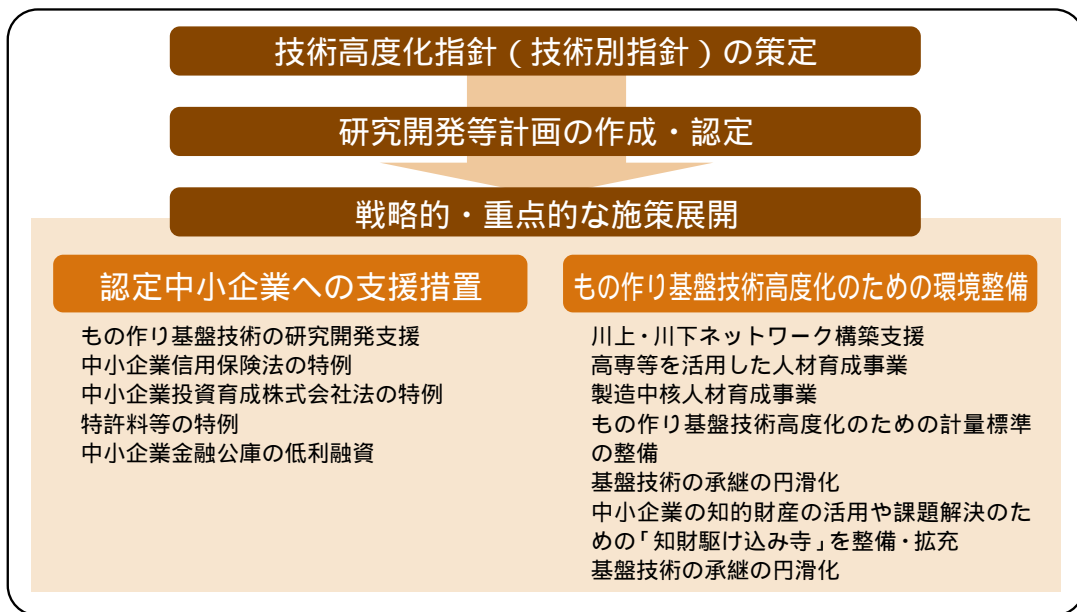 技術高度化指針（技術別指針）の策定
研究開発等計画の作成・認定
戦略的・重点的な施策展開
認定中小企業への支援措置
もの作り基盤技術の研究開発支援
中小企業信用保険法の特例
中小企業投資育成株式会社法の特例
特許料等の特例
中小企業金融公庫の低利融資
もの作り基盤技術高度化のための環境整備
川上・川下ネットワーク構築支援
高専等を活用した人材育成事業
製造中核人材育成事業
もの作り基盤技術高度化のための計量標準
の整備
基盤技術の承継の円滑化
中小企業の知的財産の活用や課題解決のた
めの「知財駆け込み寺」を整備・拡充
基盤技術の承継の円滑化